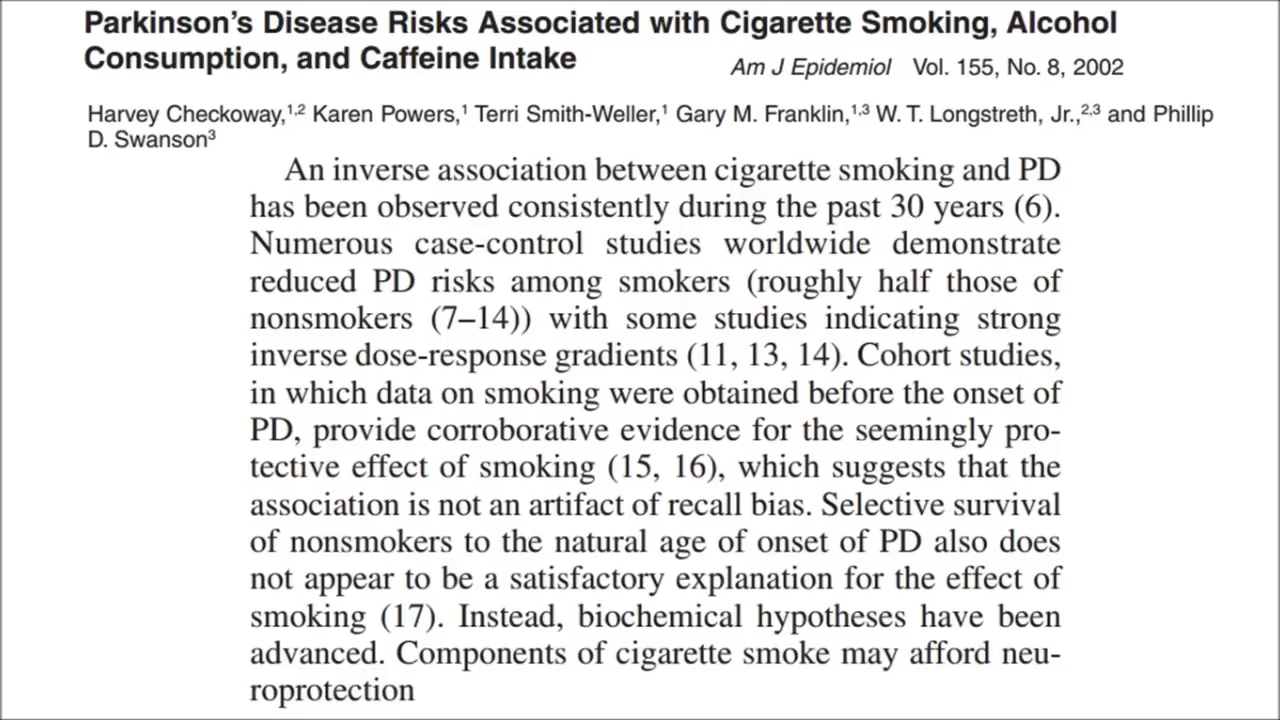 Parkinson’s Disease Risks Associated with Cigarette Smoking, Alcohol
Consumption, and Caffeine Intake
Am J Epidemiol Vol. 155, No. 8, 2002
Harvey Checkoway,1,2 Karen Powers,1 Terri Smith-Weller,1 Gary M. Franklin,1,3 W. T. Longstreth, Jr.,2,3 and Phillip
D. Swanson3
An inverse association between cigarette smoking and PD
has been observed consistently during the past 30 years (6).
Numerous case-control studies worldwide demonstrate
reduced PD risks among smokers (roughly half those of
nonsmokers (7–14)) with some studies indicating strong
inverse dose-response gradients (11, 13, 14). Cohort studies,
in which data on smoking were obtained before the onset of
PD, provide corroborative evidence for the seemingly pro-
tective effect of smoking (15, 16), which suggests that the
association is not an artifact of recall bias. Selective survival
of nonsmokers to the natural age of onset of PD also does
not appear to be a satisfactory explanation for the effect of
smoking (17). Instead, biochemical hypotheses have been
advanced. Components of cigarette smoke may afford neu-
roprotection